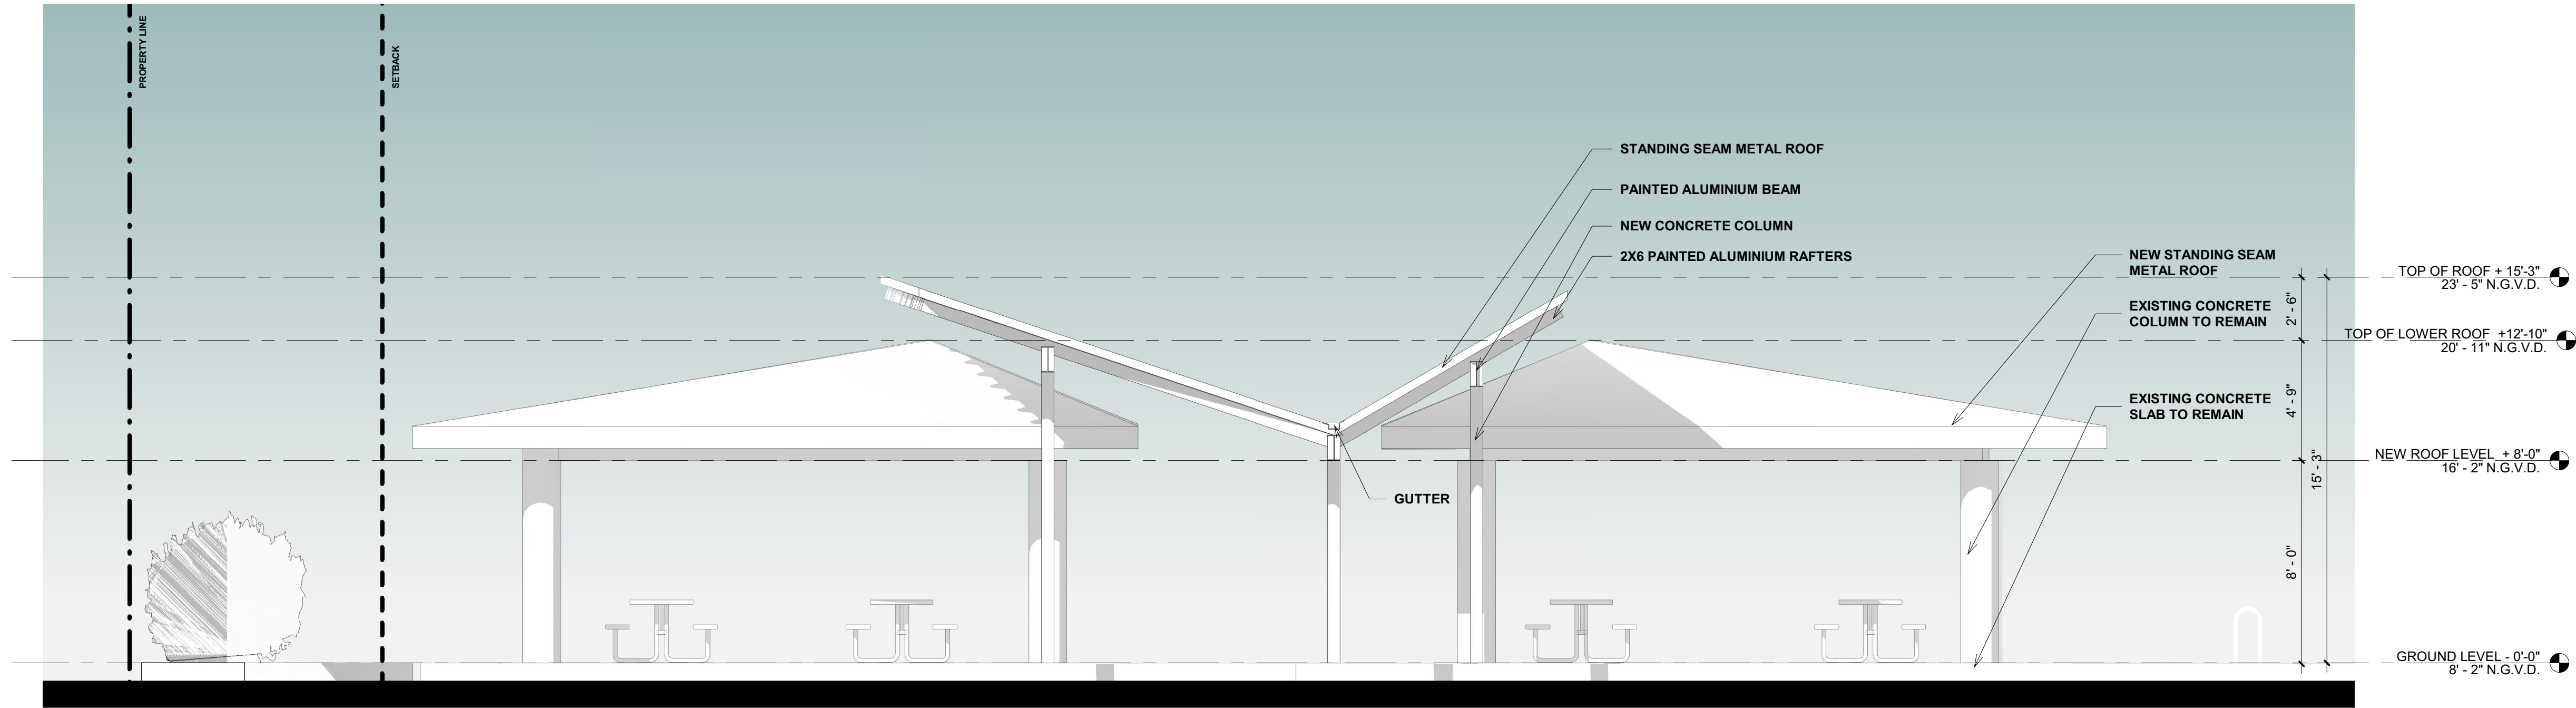 PROPERTY LINE
SETBACK
STANDING SEAM METAL ROOF
PAINTED ALUMINIUM BEAM
NEW CONCRETE COLUMN
2X6 PAINTED ALUMINIUM RAFTERS
GUTTER
NEW STANDING SEAM
METAL ROOF
EXISTING CONCRETE
COLUMN TO REMAIN
EXISTING CONCRETE
SLAB TO REMAIN
2' - 6"
4' - 9"
8' - 0"
15' - 3"
TOP OF ROOF + 15'-3"
23' - 5" N.G.V.D.
TOP OF LOWER ROOF +12'-10"
20' - 11" N.G.V.D.
NEW ROOF LEVEL + 8'-0"
16' - 2" N.G.V.D.
GROUND LEVEL - 0'-0"
8' - 2" N.G.V.D.